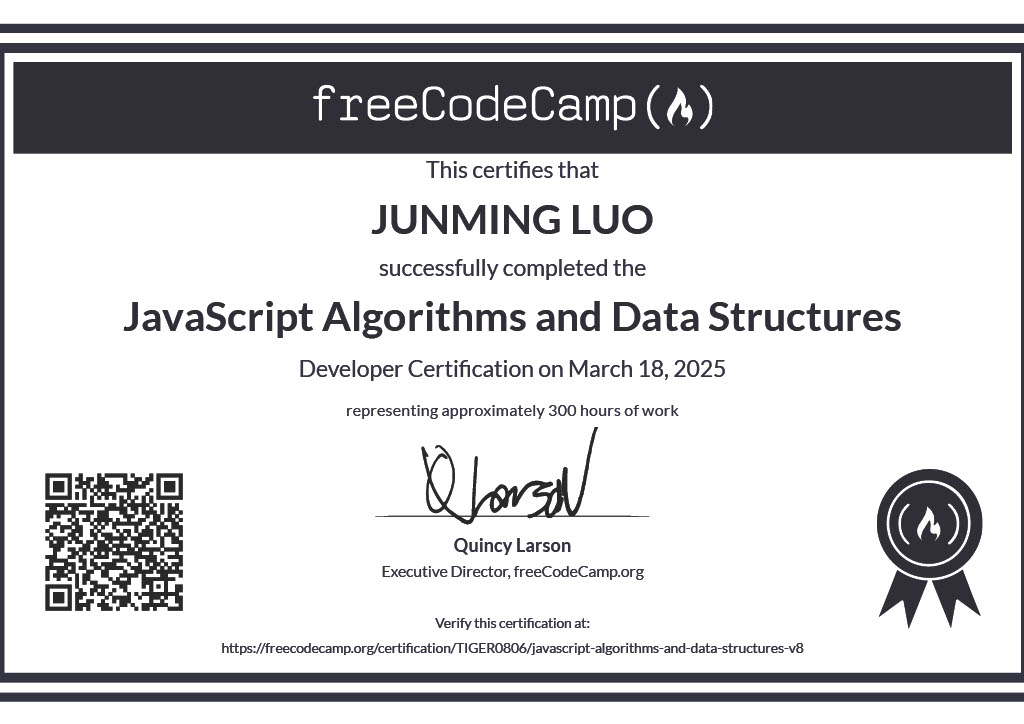 freeCodeCamp
This certifies that
JUNMING LUO
successfully completed the
JavaScript Algorithms and Data Structures
Developer Certification on March 18, 2025
representing approximately 300 hours of work
Q Larson
Quincy Larson
Executive Director, freeCodeCamp.org
Verify this certification at:
https://freecodecamp.org/certification/TIGER0806/javascript-algorithms-and-data-structures-v8